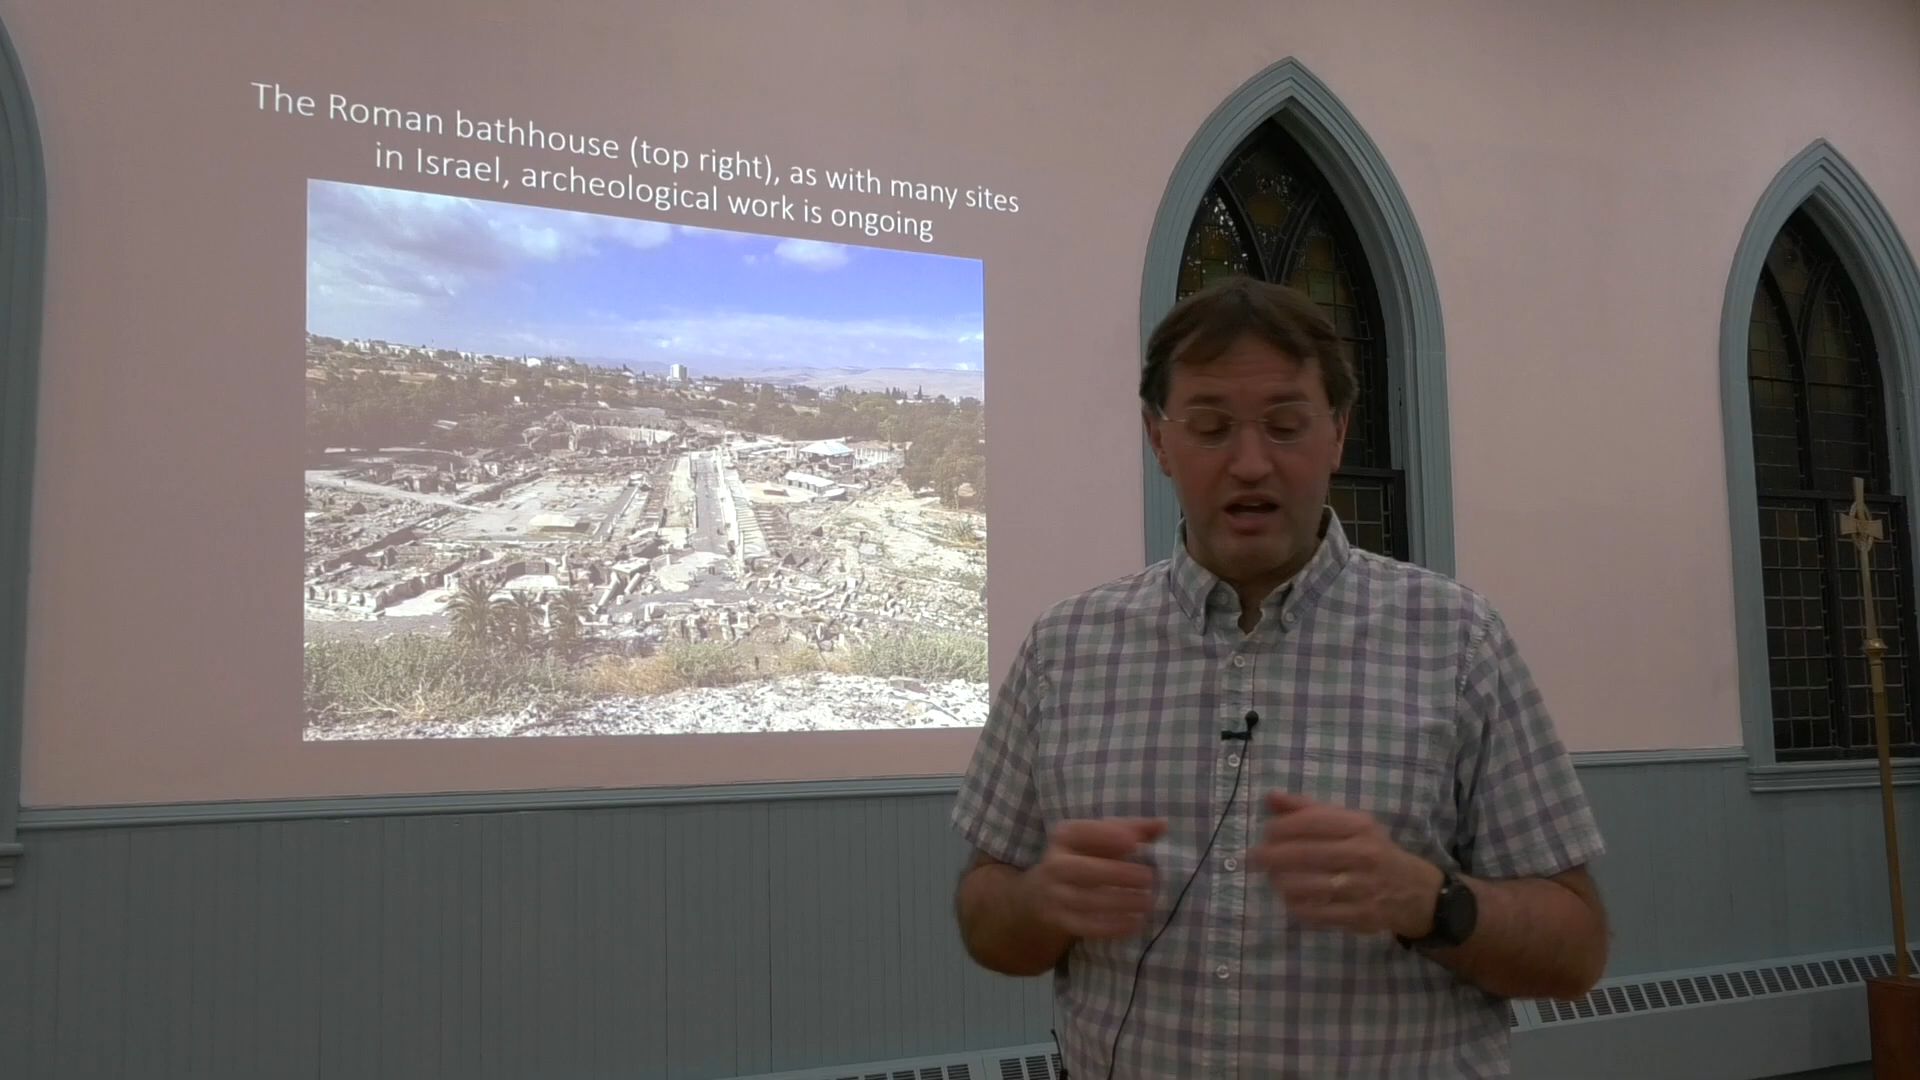 The Roman bathhouse (top right), as with many sites
in Israel, archeological work is ongoing